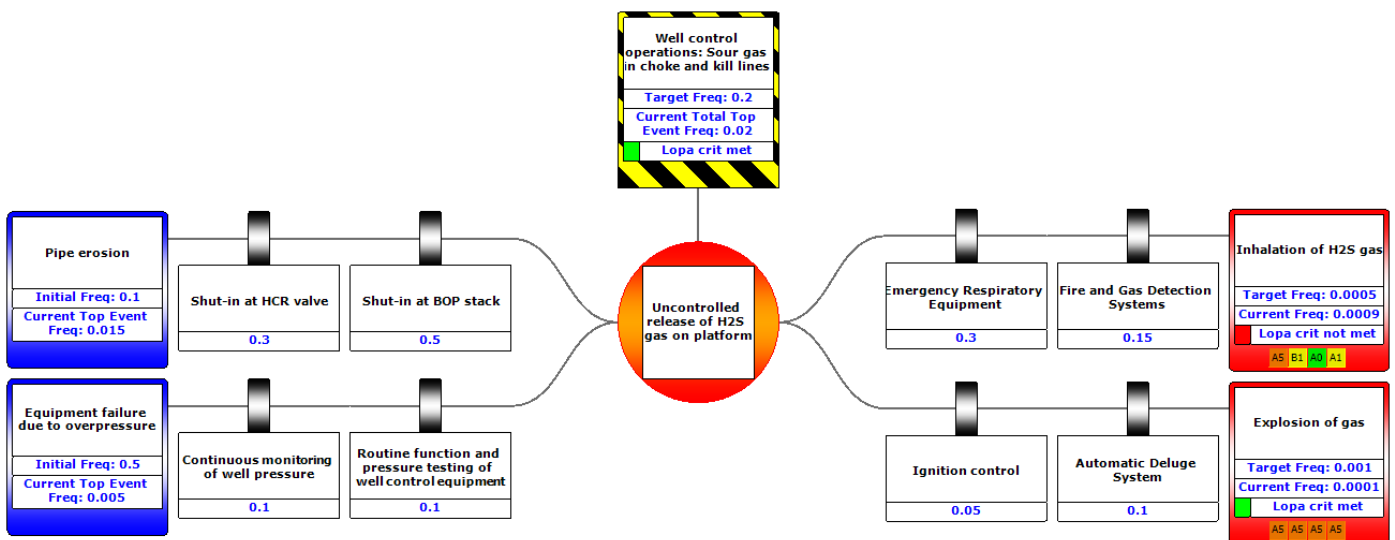 Well control
operations: Sour gas
in choke and kill lines
Target Freq: 0.2
Current Total Top
Event Freq: 0.02
Lopa crit met
Pipe erosion
Initial Freq: 0.1
Current Top Event
Freq: 0.015
Shut-in at HCR valve
0.3
Shut-in at BOP stack
0.5
Equipment failure
due to overpressure
Initial Freq: 0.5
Current Top Event
Freq: 0.005
Continuous monitoring
of well pressure
0.1
Routine function and
pressure testing of
well control equipment
0.1
Uncontrolled
release of H2S
gas on platform
Emergency Respiratory
Equipment
0.3
Fire and Gas Detection
Systems
0.15
Inhalation of H2S gas
Target Freq: 0.0005
Current Freq: 0.0009
Lopa crit not met
A5 B1 A0 A1
Ignition control
0.05
Automatic Deluge
System
0.1
Explosion of gas
Target Freq: 0.001
Current Freq: 0.0001
Lopa crit met
A5 A5 A5 A5